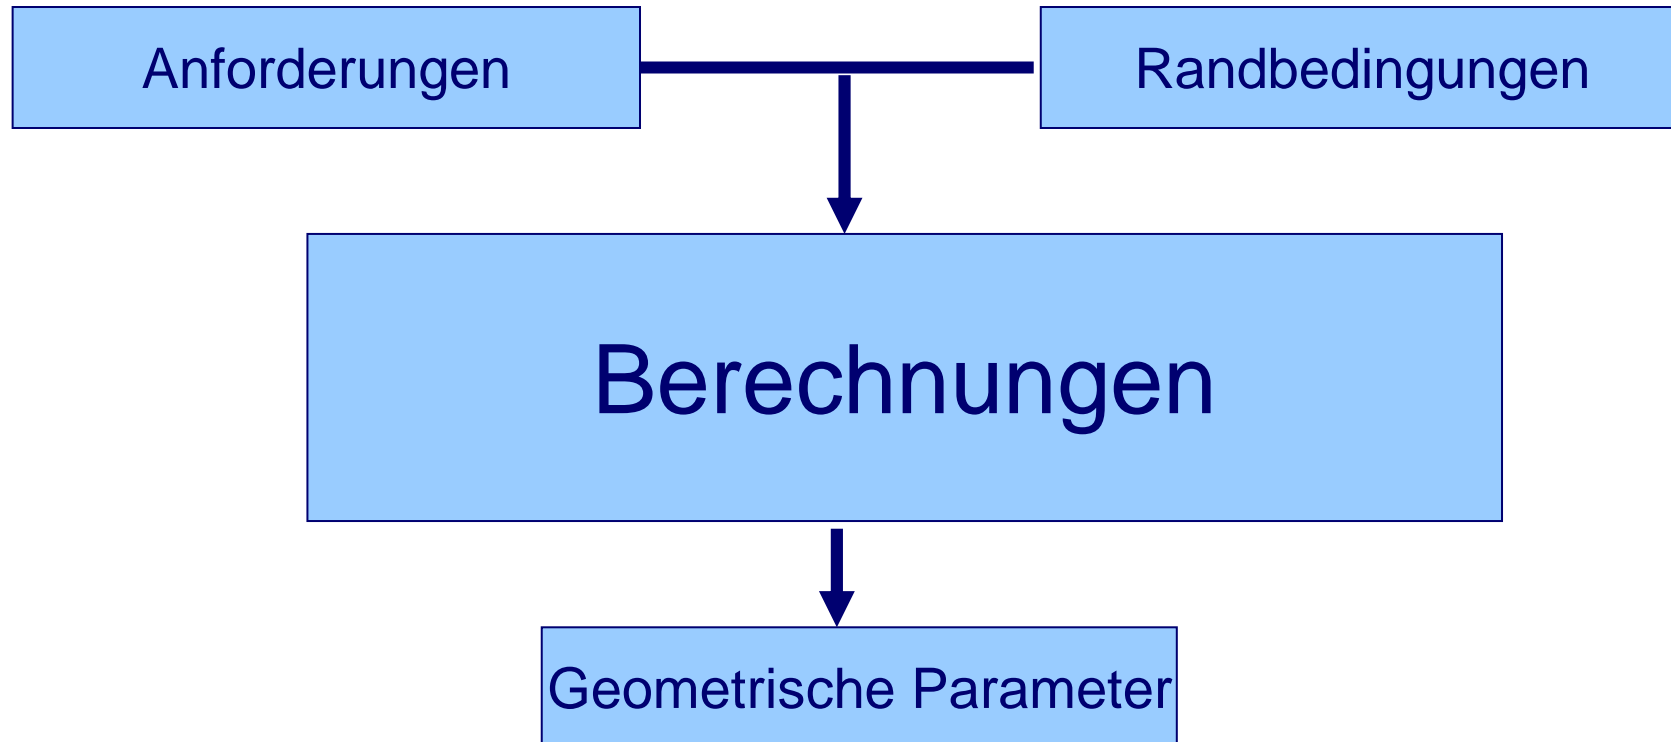 Anforderungen
Randbedingungen
Berechnungen
Geometrische Parameter